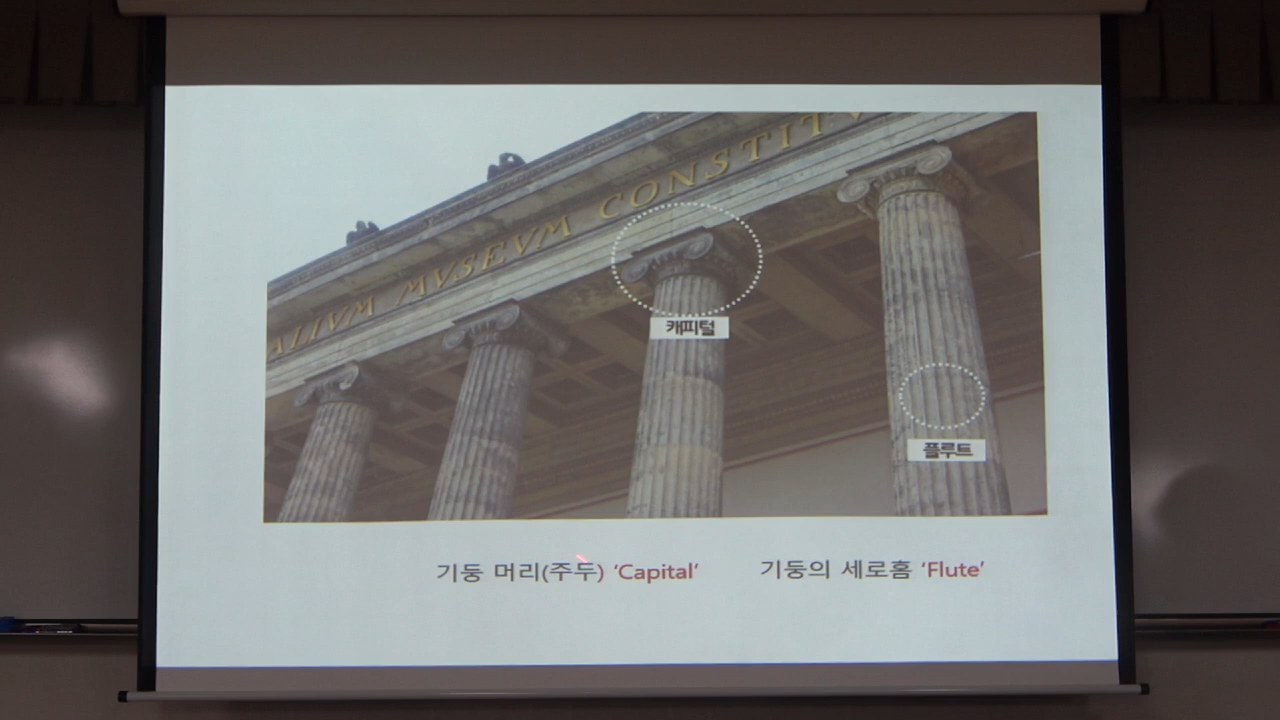 ALIVM MVSEVM CONSTITV
캐피털
플루트
기둥 머리(주두) ‘Capital’
기둥의 세로홈 ‘Flute’